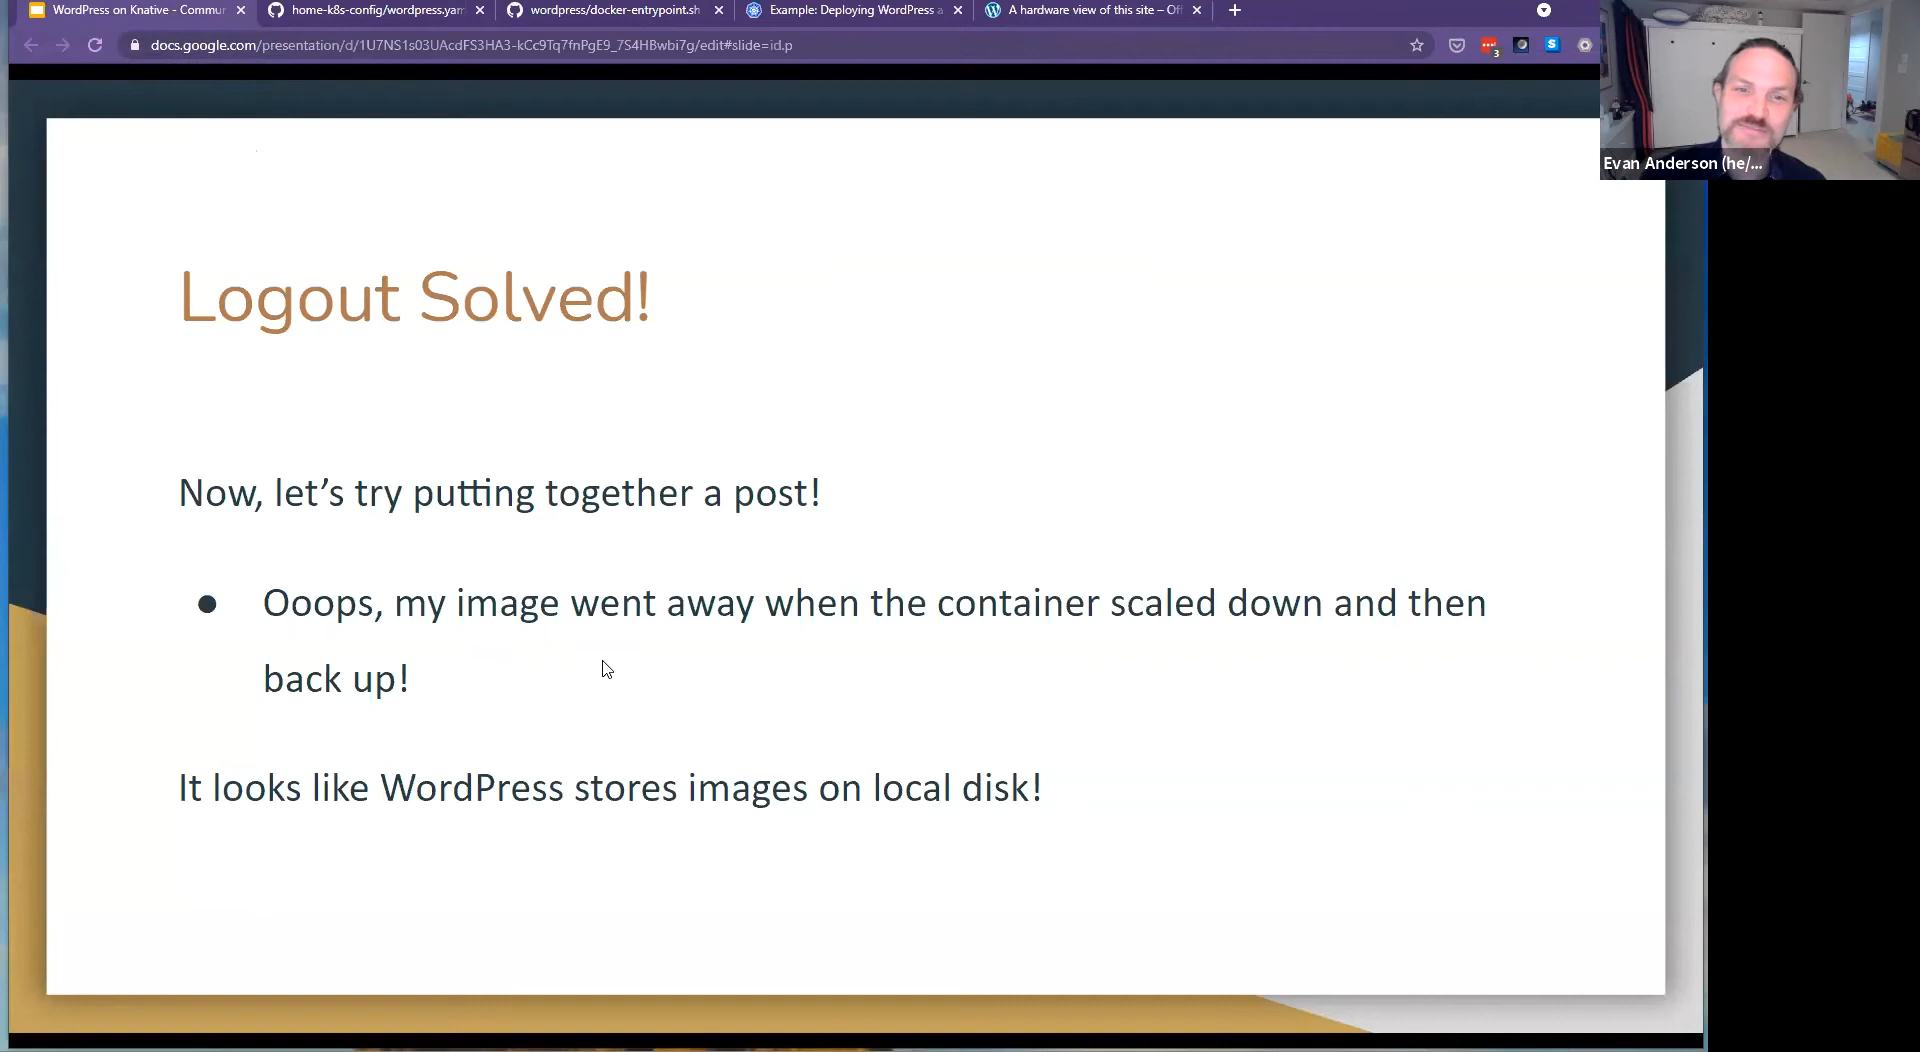 WordPress on Knative - Commur
home-k8s-config/wordpress.yam
wordpress/docker-entrypoint.sh
Example: Deploying WordPress a
A hardware view of this site – Off
docs.google.com/presentation/d/1U7NS1s03UAcdFS3HA3-kCc9Tq7fnPgE9_7S4HBwbi7g/edit#slide=id.p
3
S
Evan Anderson (he/...
Logout Solved!
Now, let's try putting together a post!
● Ooops, my image went away when the container scaled down and then
back up!
It looks like WordPress stores images on local disk!